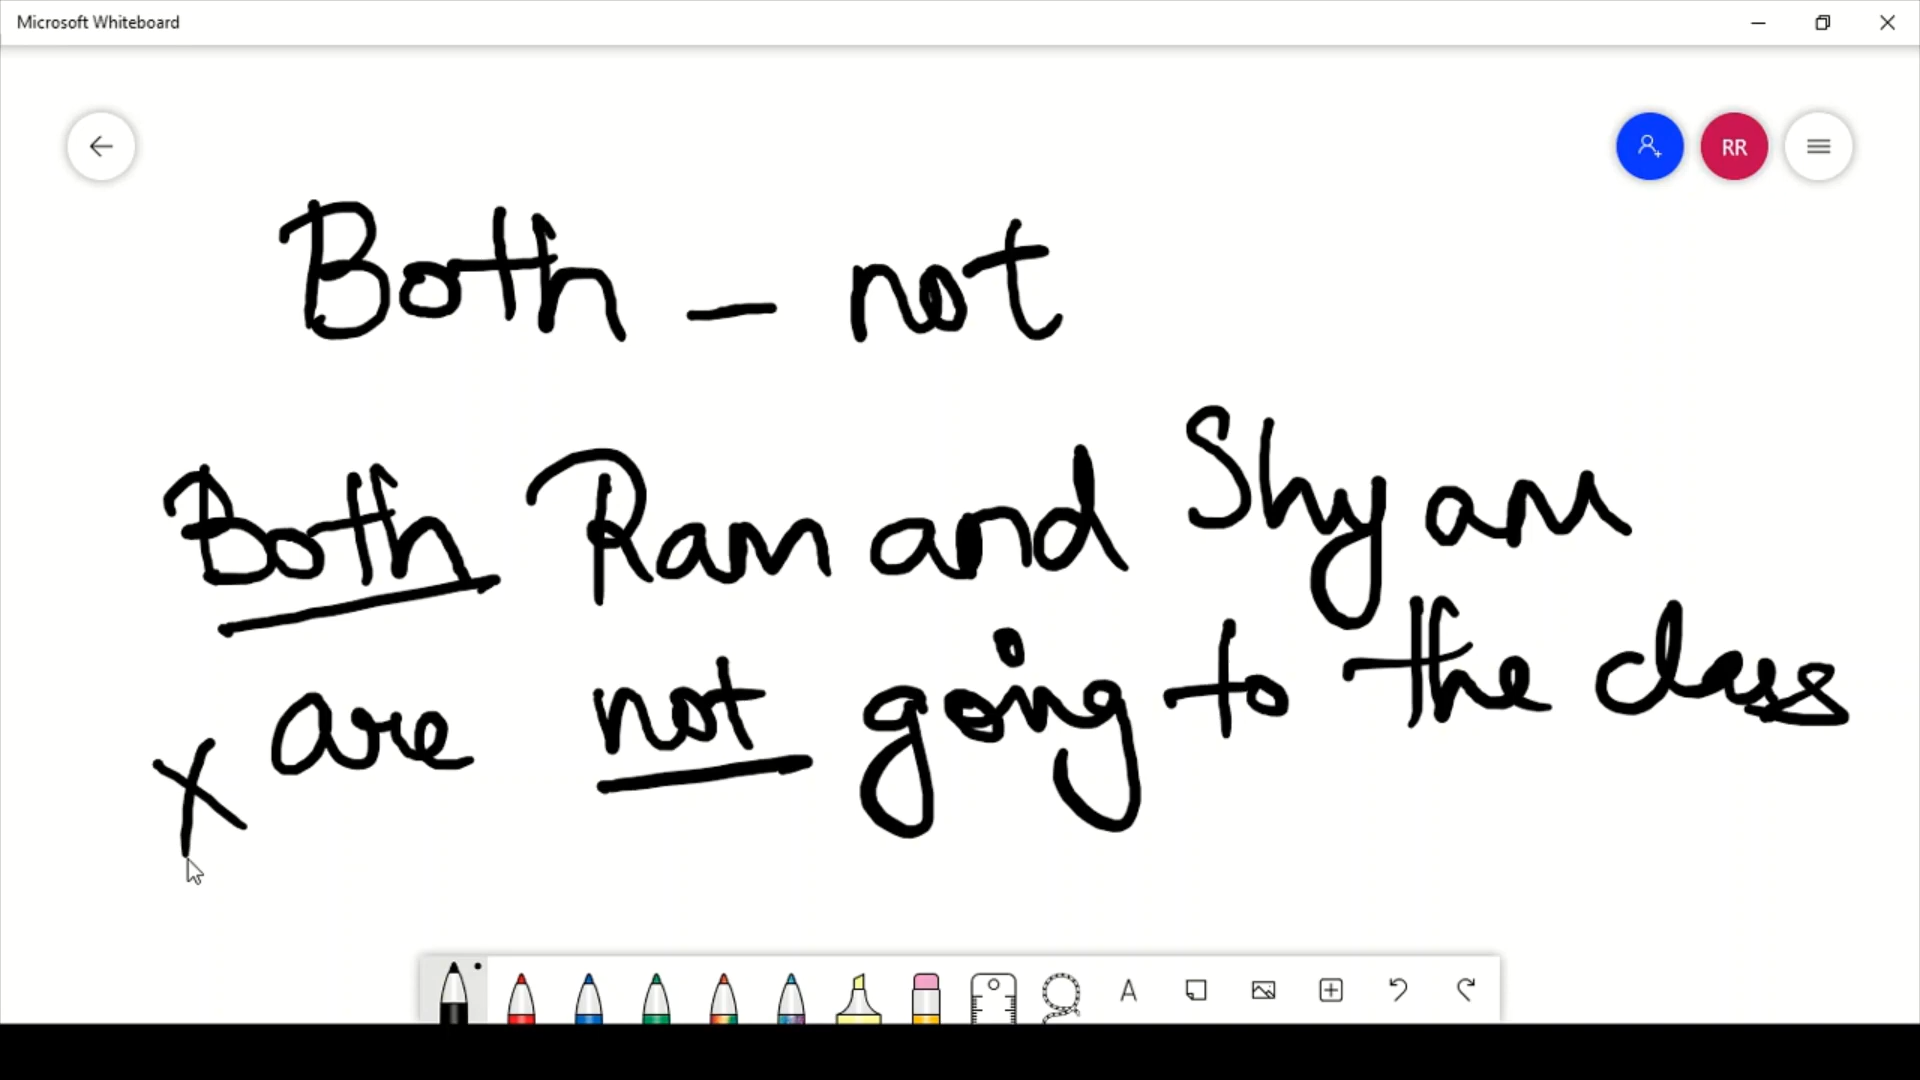 Microsoft Whiteboard
RR
Both - not
Both Ram and Shyam
X are not going to the class
A